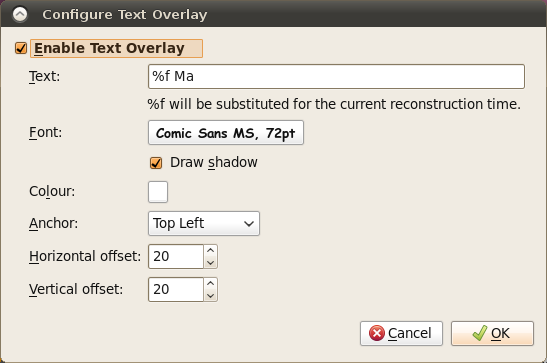 Configure Text Overlay
Enable Text Overlay
Text: %f Ma
%f will be substituted for the current reconstruction time.
Font: Comic Sans MS, 72pt
Draw shadow
Colour:
Anchor: Top Left
Horizontal offset: 20
Vertical offset: 20
Cancel OK